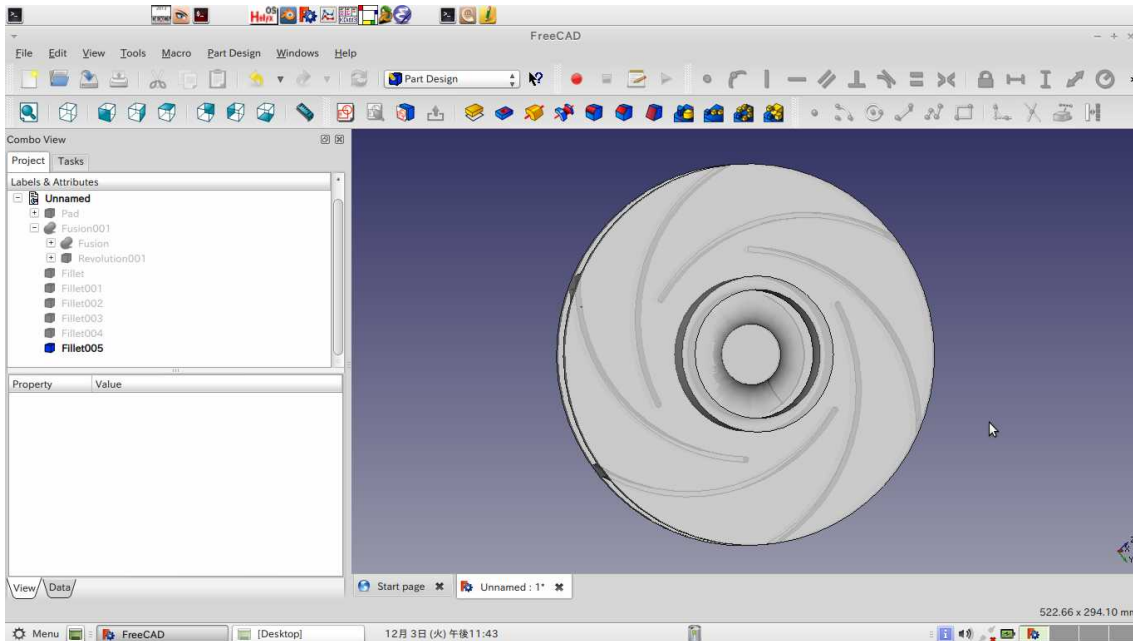 OS
Helyx
FreeCAD
File Edit View Tools Macro Part Design Windows Help
Part Design
Combo View
Project Tasks
Labels & Attributes
Unnamed
Pad
Fusion001
Fusion
Revolution001
Fillet
Fillet001
Fillet002
Fillet003
Fillet004
Fillet005
Property Value
View Data
Start page Unnamed : 1*
522.66 x 294.10 mm
Menu FreeCAD [Desktop] 12月 3日 (火) 午後11:43